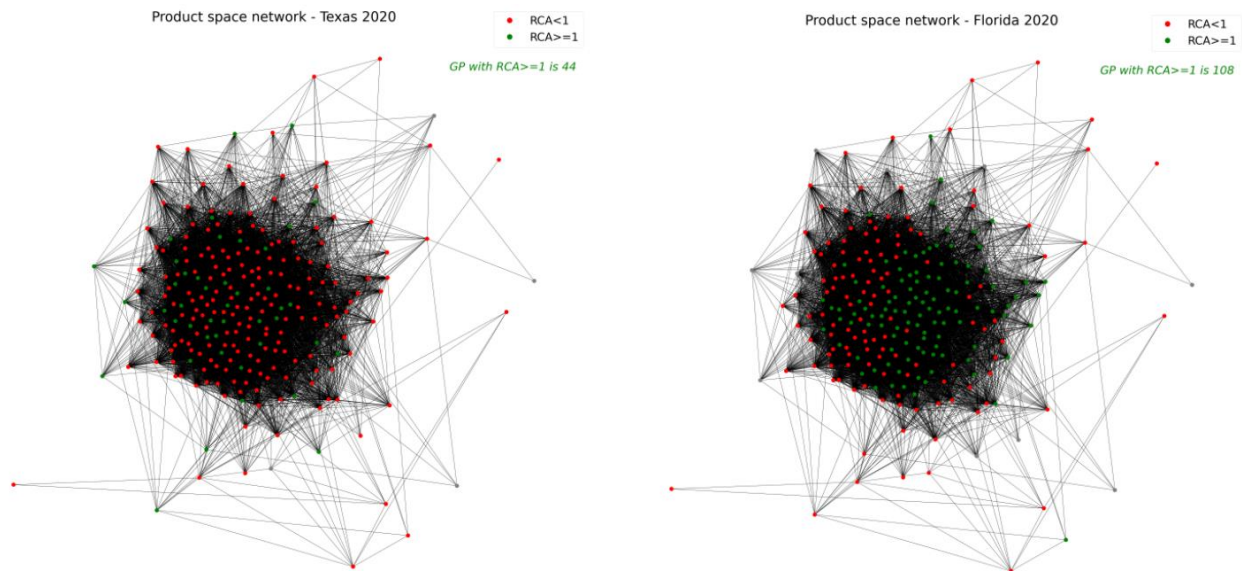 Product space network - Texas 2020
RCA<1
RCA>=1
GP with RCA>=1 is 44
Product space network - Florida 2020
RCA<1
RCA>=1
GP with RCA>=1 is 108